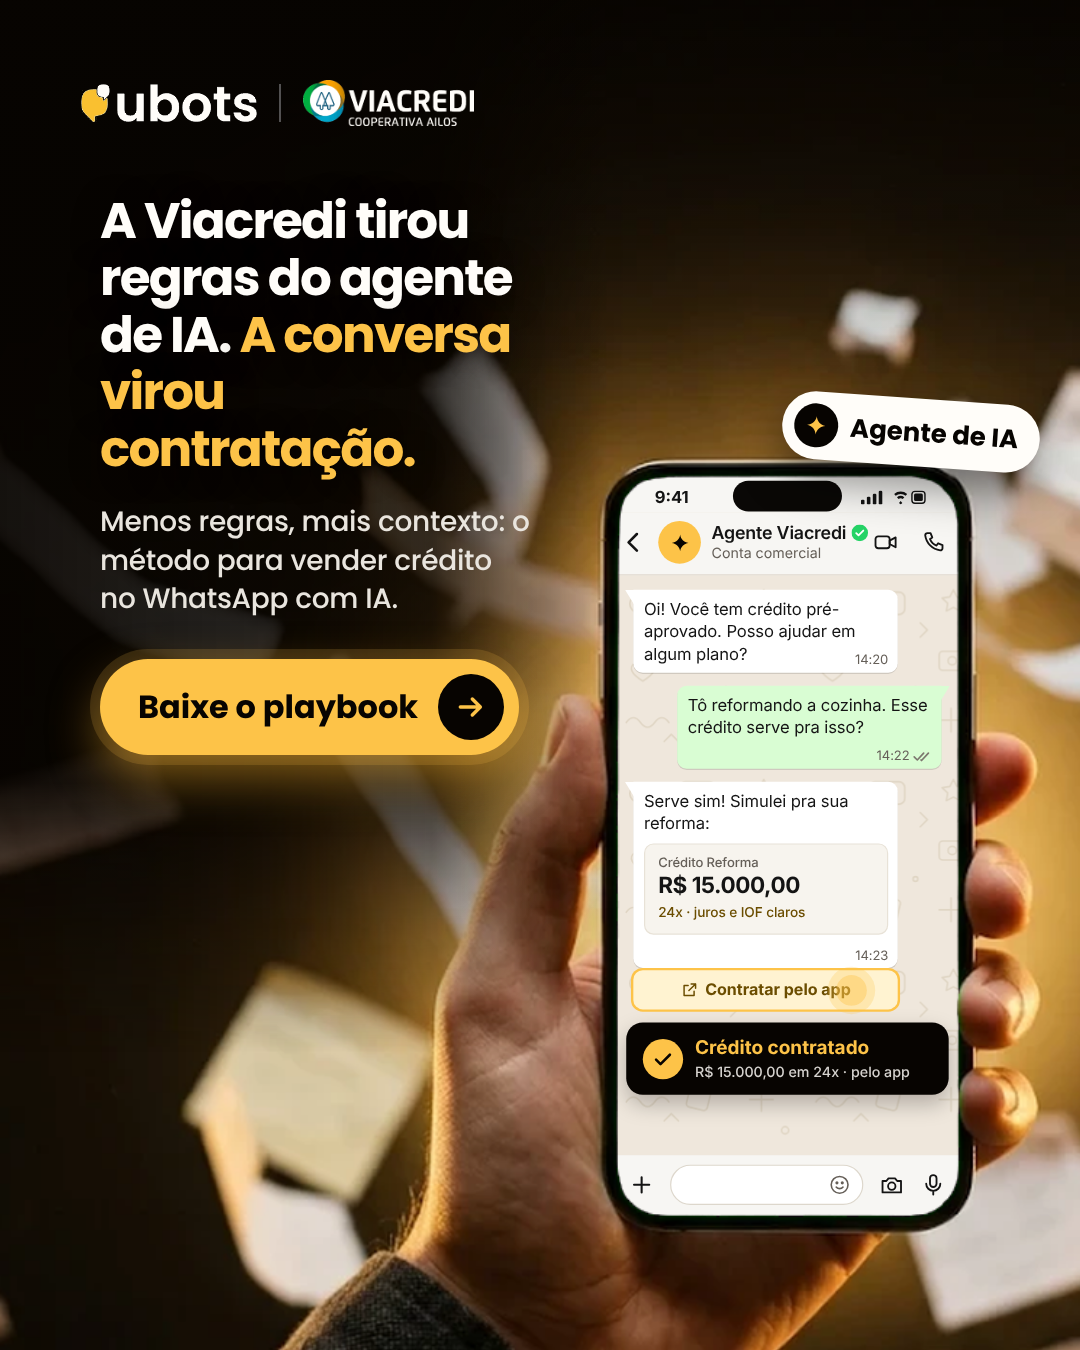 ubots
VIACREDI
COOPERATIVA AILOS
A Viacredi tirou
regras do agente
de IA. A conversa
virou
contratação.
Menos regras, mais contexto: o
método para vender crédito
no WhatsApp com IA.
Baixe o playbook
Agente de IA
9:41
Agente Viacredi
Conta comercial
Oi! Você tem crédito pré-
aprovado. Posso ajudar em
algum plano?
14:20
Tô reformando a cozinha. Esse
crédito serve pra isso?
14:22
Serve sim! Simulei pra sua
reforma:
Crédito Reforma
R$ 15.000,00
24x · juros e IOF claros
14:23
Contratar pelo app
Crédito contratado
R$ 15.000,00 em 24x · pelo app